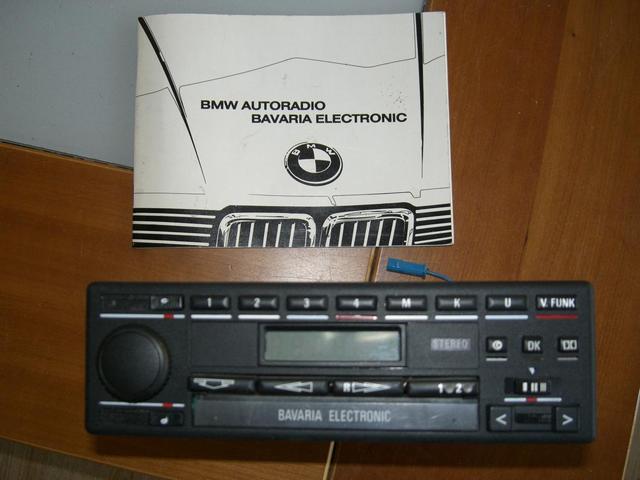 BMW AUTORADIO
BAVARIA ELECTRONIC
BMW
1 2 3 4 M K U V. FUNK
STEREO
DK
R
1 . 2
BAVARIA ELECTRONIC
< >